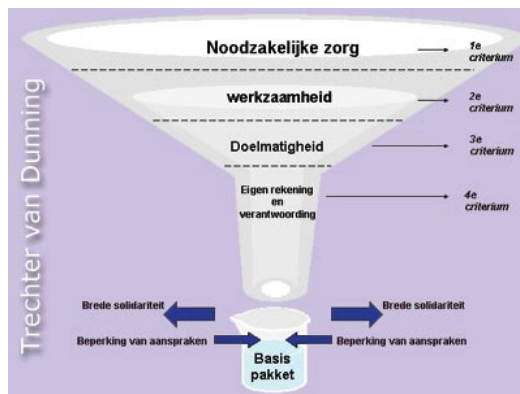 Trechter van Dunning
Noodzakelijke zorg
1e
criterium
werkzaamheid
2e
criterium
Doelmatigheid
3e
criterium
Eigen rekening
en
verantwoording
4e
criterium
Brede solidariteit
Brede solidariteit
Beperking van aanspraken
Beperking van aanspraken
Basis
pakket